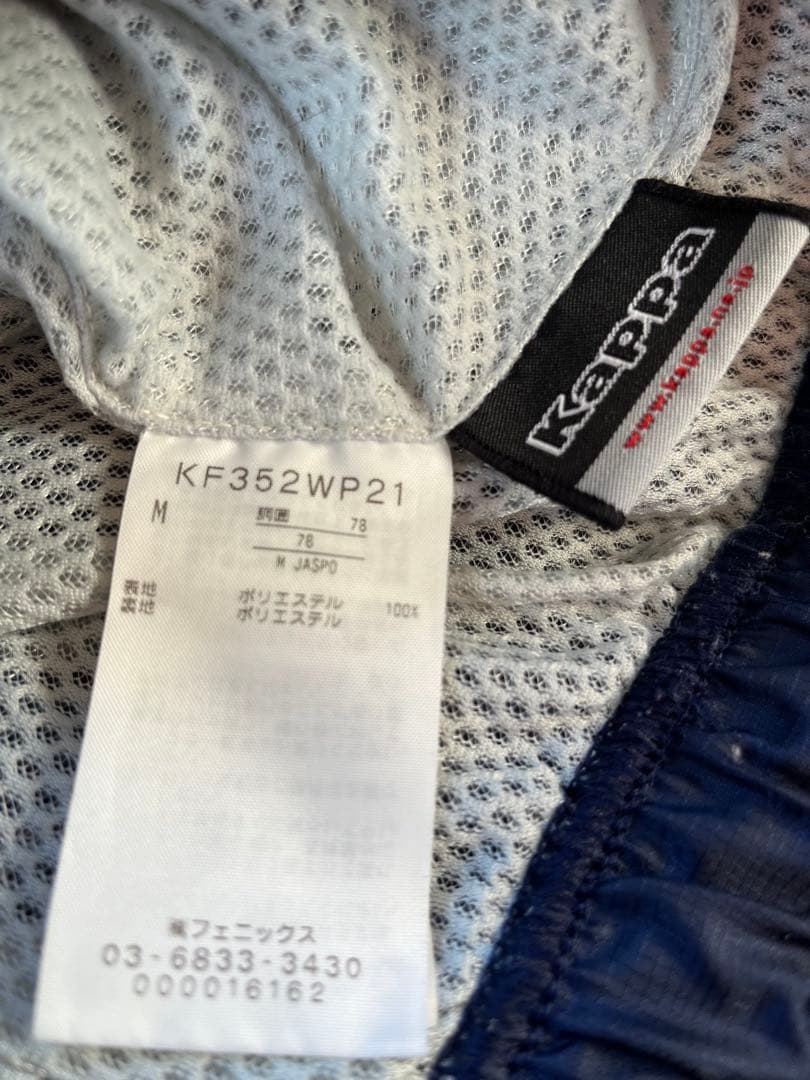 Kappa
www.kappa.ne.jp
KF352WP21
M
胴囲 78
78
M JASPO
表地 ポリエステル 100%
裏地 ポリエステル
㈱フェニックス
03-6833-3430
000016162